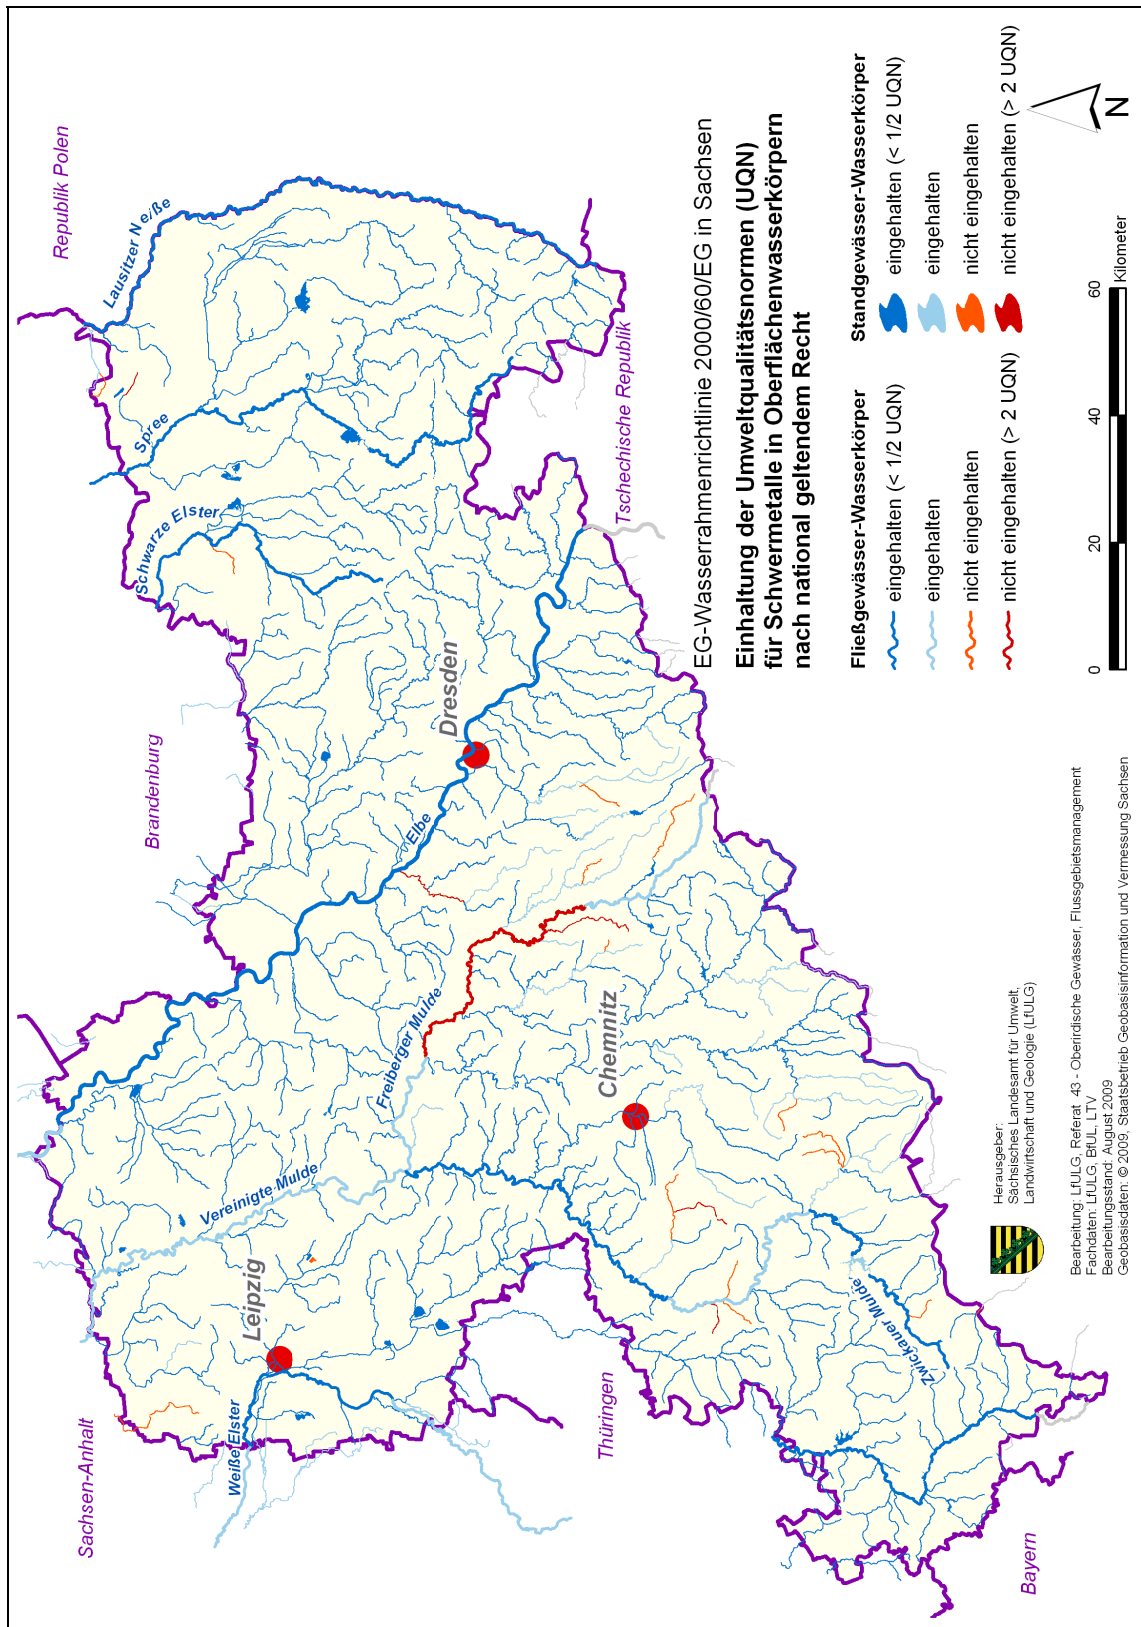 Republik Polen
Lausitzer Neiße
Spree
Schwarze Elster
Tschechische Republik
Brandenburg
Dresden
Elbe
Freiberger Mulde
Chemnitz
Vereinigte Mulde
Leipzig
Weiße Elster
Zwickauer Mulde
Sachsen-Anhalt
Thüringen
Bayern
EG-Wasserrahmenrichtlinie 2000/60/EG in Sachsen
Einhaltung der Umweltqualitätsnormen (UQN)
für Schwermetalle in Oberflächenwasserkörpern
nach national geltendem Recht
Fließgewässer-Wasserkörper
eingehalten (< 1/2 UQN)
eingehalten
nicht eingehalten
nicht eingehalten (> 2 UQN)
Standgewässer-Wasserkörper
eingehalten (< 1/2 UQN)
eingehalten
nicht eingehalten
nicht eingehalten (> 2 UQN)
N
0 20 40 60
Kilometer
Herausgeber:
Sächsisches Landesamt für Umwelt,
Landwirtschaft und Geologie (LfULG)
Bearbeitung: LfULG, Referat 43 - Oberirdische Gewässer, Flussgebietsmanagement
Fachdaten: LfULG, BfUL, LTV
Bearbeitungsstand: August 2009
Geobasisdaten: © 2009, Staatsbetrieb Geobasisinformation und Vermessung Sachsen